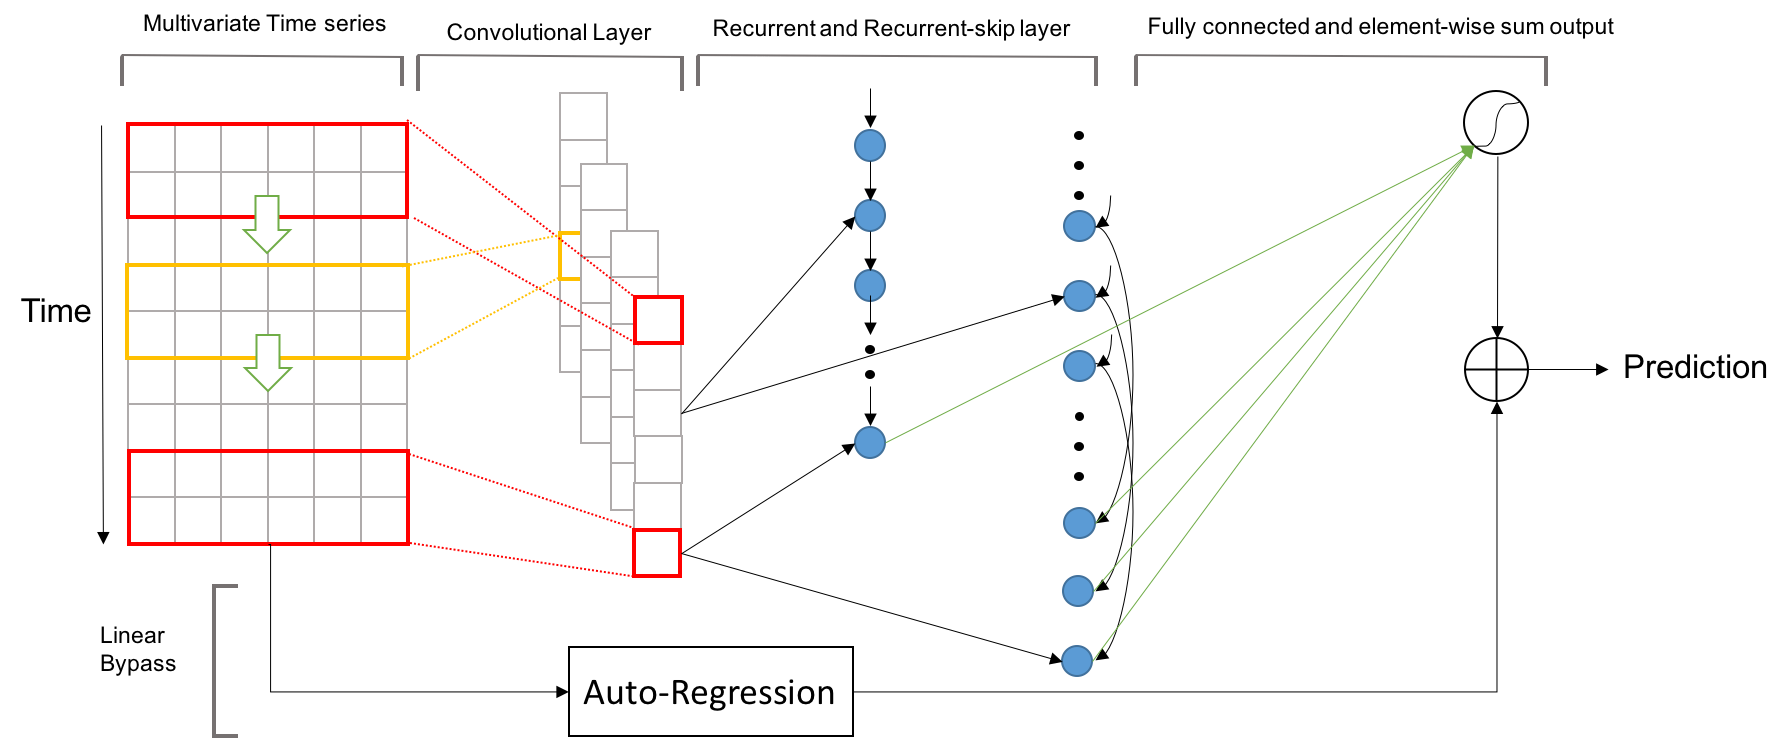 Multivariate Time series
Convolutional Layer
Recurrent and Recurrent-skip layer
Fully connected and element-wise sum output
Time
Prediction
Linear
Bypass
Auto-Regression